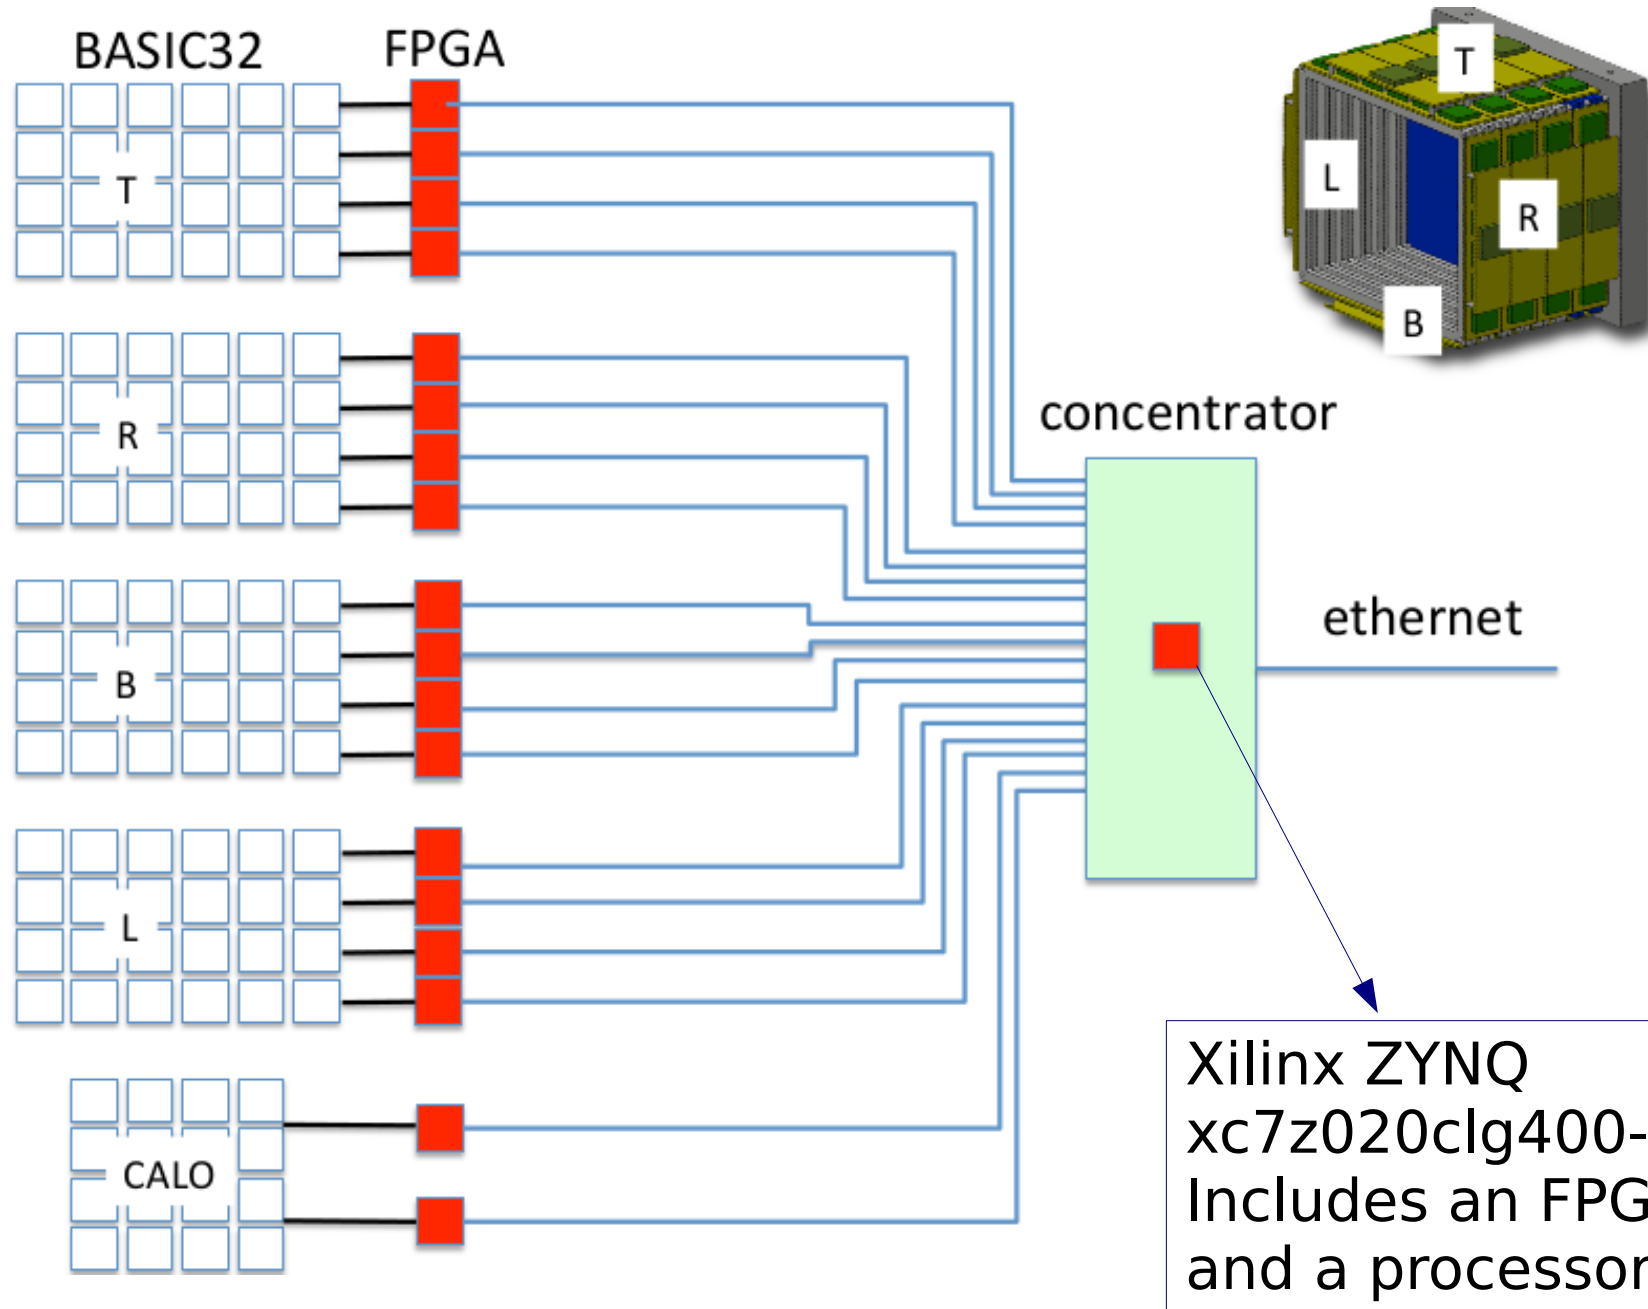 BASIC32
FPGA
T
R
B
L
CALO
concentrator
ethernet
T
L
R
B
Xilinx ZYNQ
xc7z020clg400-
Includes an FPG
and a processor